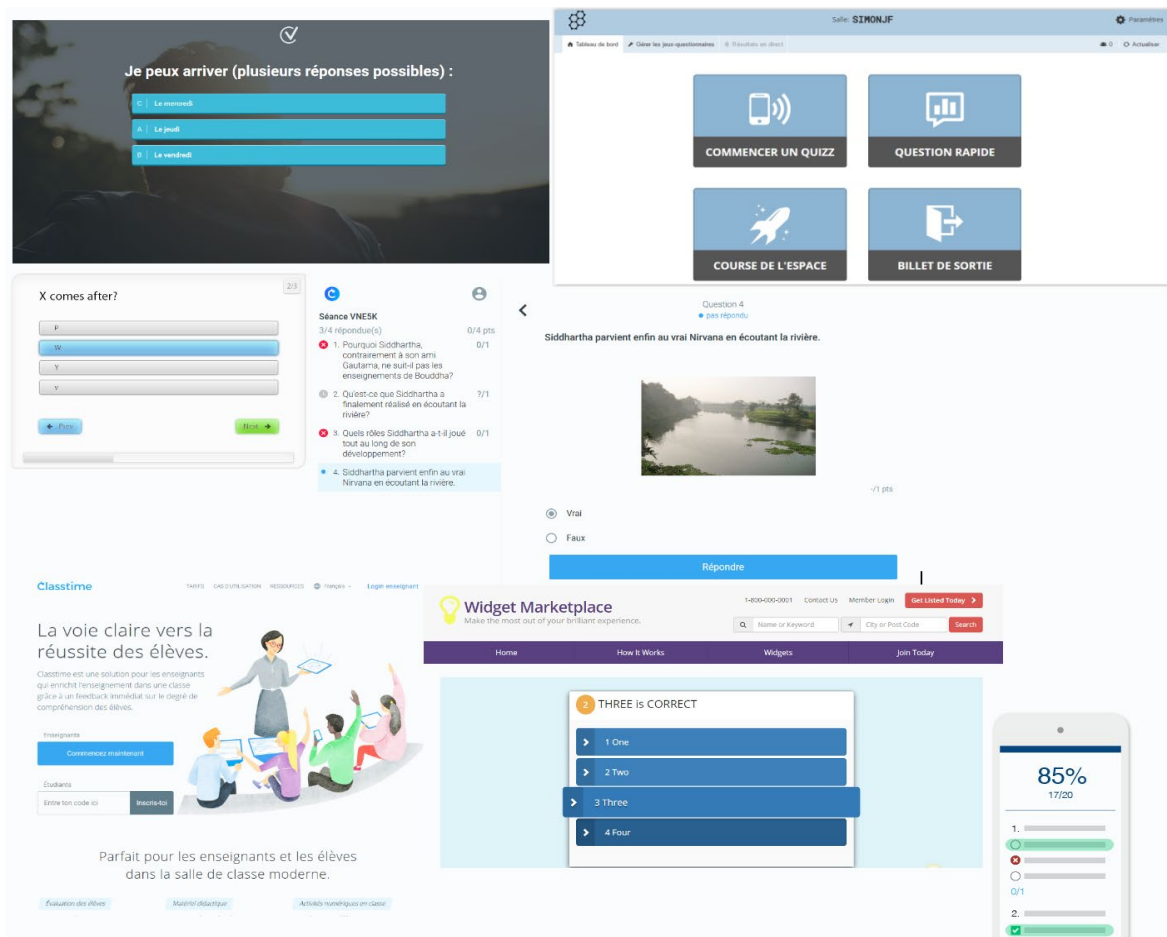 Je peux arriver (plusieurs réponses possibles) :
C Le mercredi
A Le jeudi
B Le vendredi
Salle: SIMONJF
Paramètres
Tableau de bord Gérer les jeux-questionnaires Résultats en direct
0 Actualiser
COMMENCER UN QUIZZ
QUESTION RAPIDE
COURSE DE L'ESPACE
BILLET DE SORTIE
X comes after?
2/3
P
W
Y
v
Prev
Next
Séance VNE5K
3/4 répondue(s) 0/4 pts
1. Pourquoi Siddhartha, 0/1
contrairement à son ami
Gautama, ne suit-il pas les
enseignements de Bouddha?
2. Qu'est-ce que Siddhartha a ?/1
finalement réalisé en écoutant la
rivière?
3. Quels rôles Siddhartha a-t-il joué 0/1
tout au long de son
développement?
4. Siddhartha parvient enfin au vrai
Nirvana en écoutant la rivière.
Question 4
pas répondu
Siddhartha parvient enfin au vrai Nirvana en écoutant la rivière.
-/1 pts
Vrai
Faux
Répondre
Classtime
TARIFS CAS D'UTILISATION RESSOURCES Français Login enseignant
La voie claire vers la
réussite des élèves.
Classtime est une solution pour les enseignants
qui enrichit l'enseignement dans une classe
grâce à un feedback immédiat sur le degré de
compréhension des élèves.
Enseignants
Commencez maintenant
Étudiants
Entre ton code ici Inscris-toi
Parfait pour les enseignants et les élèves
dans la salle de classe moderne.
Évaluation des élèves Matériel didactique Activités numériques en classe
Widget Marketplace
Make the most out of your brilliant experience.
1-800-000-0001 Contact Us Member Login Get Listed Today
Name or Keyword City or Post Code Search
Home How It Works Widgets Join Today
2 THREE is CORRECT
1 One
2 Two
3 Three
4 Four
85%
17/20
1.
0/1
2.